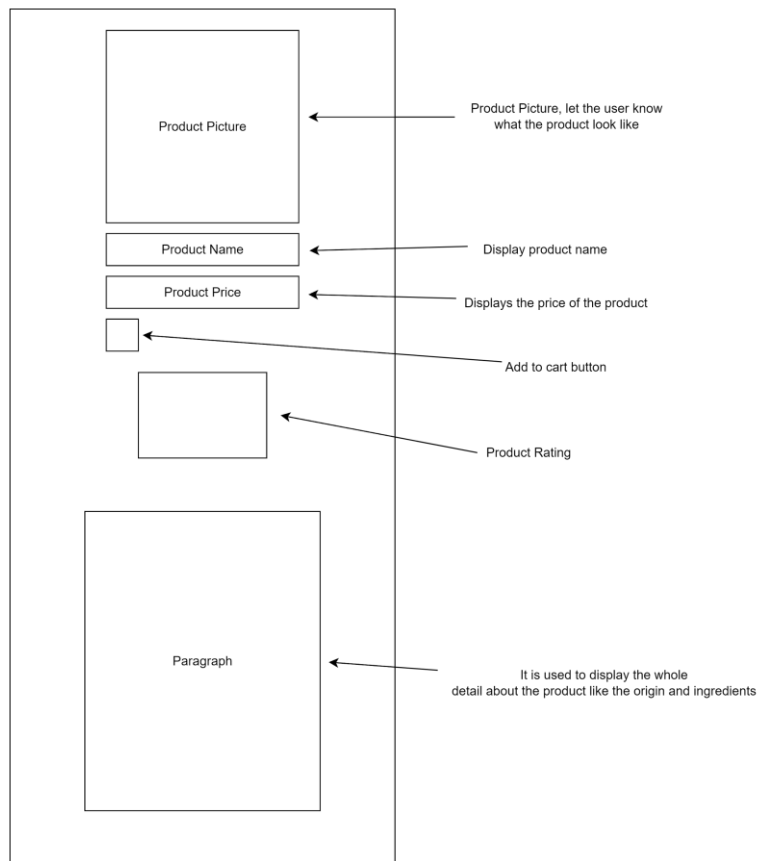 Product Picture
Product Picture, let the user know
what the product look like
Product Name
Display product name
Product Price
Displays the price of the product
Add to cart button
Product Rating
Paragraph
It is used to display the whole
detail about the product like the origin and ingredients